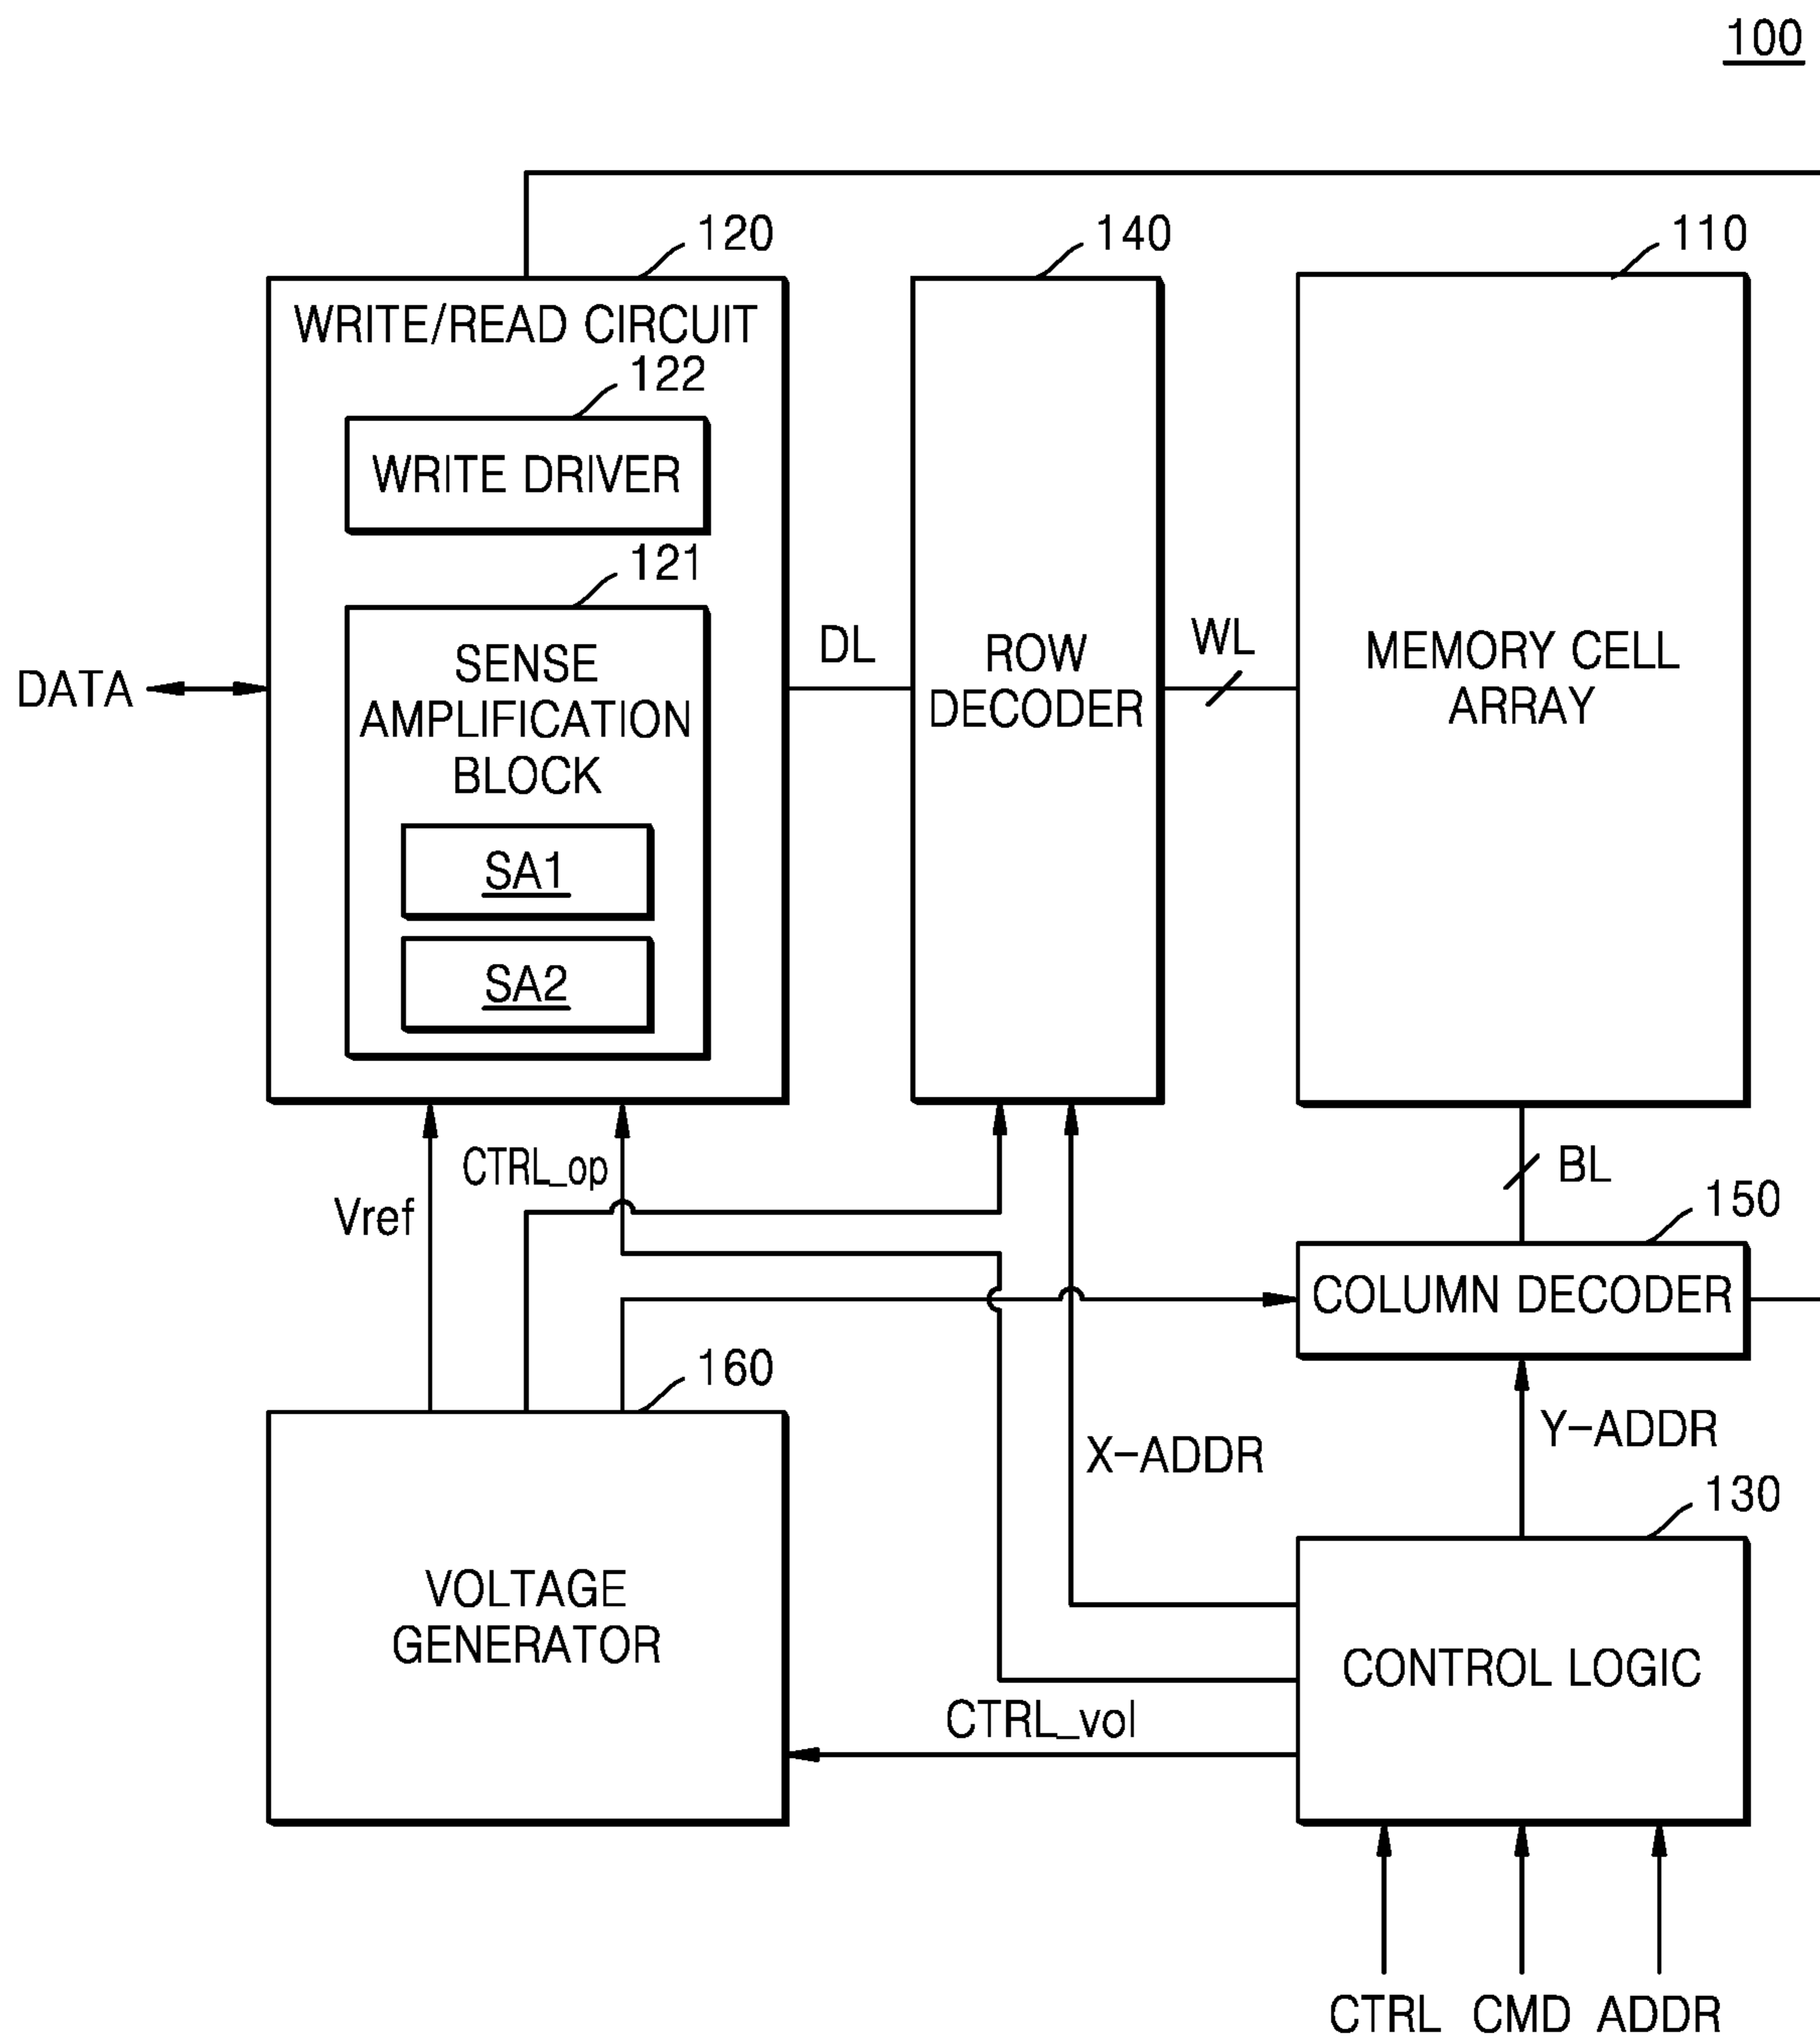 100
120
140
110
WRITE/READ CIRCUIT
122
WRITE DRIVER
121
SENSE
AMPLIFICATION
BLOCK
SA1
SA2
DATA
DL
ROW
DECODER
WL
MEMORY CELL
ARRAY
Vref
CTRL_op
BL
150
COLUMN DECODER
160
VOLTAGE
GENERATOR
X-ADDR
Y-ADDR
130
CONTROL LOGIC
CTRL_vol
CTRL CMD ADDR